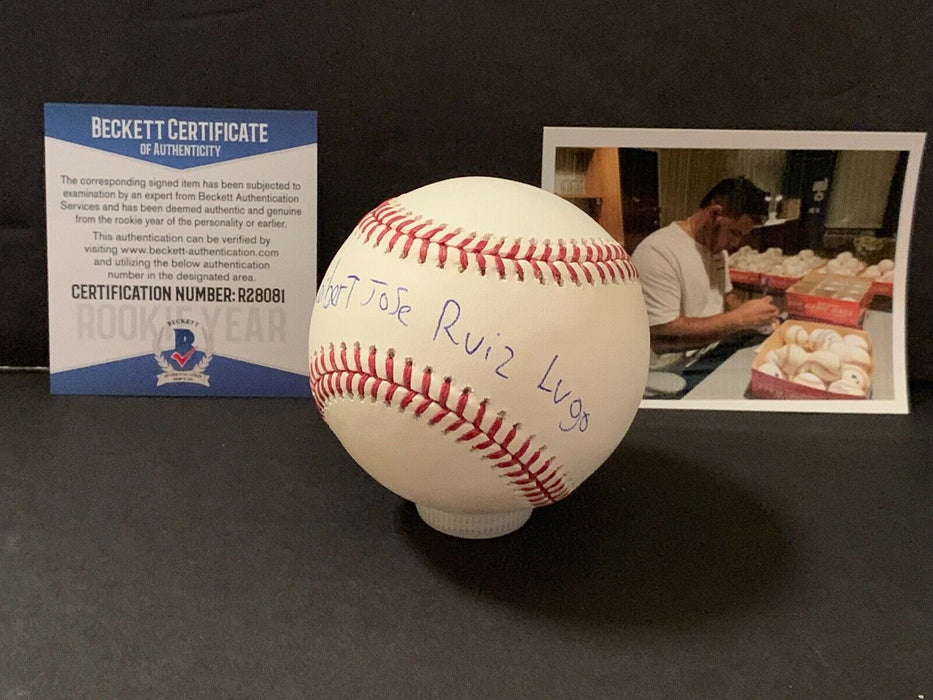 BECKETT CERTIFICATE
OF AUTHENTICITY
The corresponding signed item has been subjected to
examination by an expert from Beckett Authentication
Services and has been deemed authentic and genuine
from the rookie year of the personality or earlier.
This authentication can be verified by
visiting www.beckett-authentication.com
and utilizing the below authentication
number in the designated area.
CERTIFICATION NUMBER: R28081
ROOKIE YEAR
BECKETT
B
bert Jose Ruiz Lugo